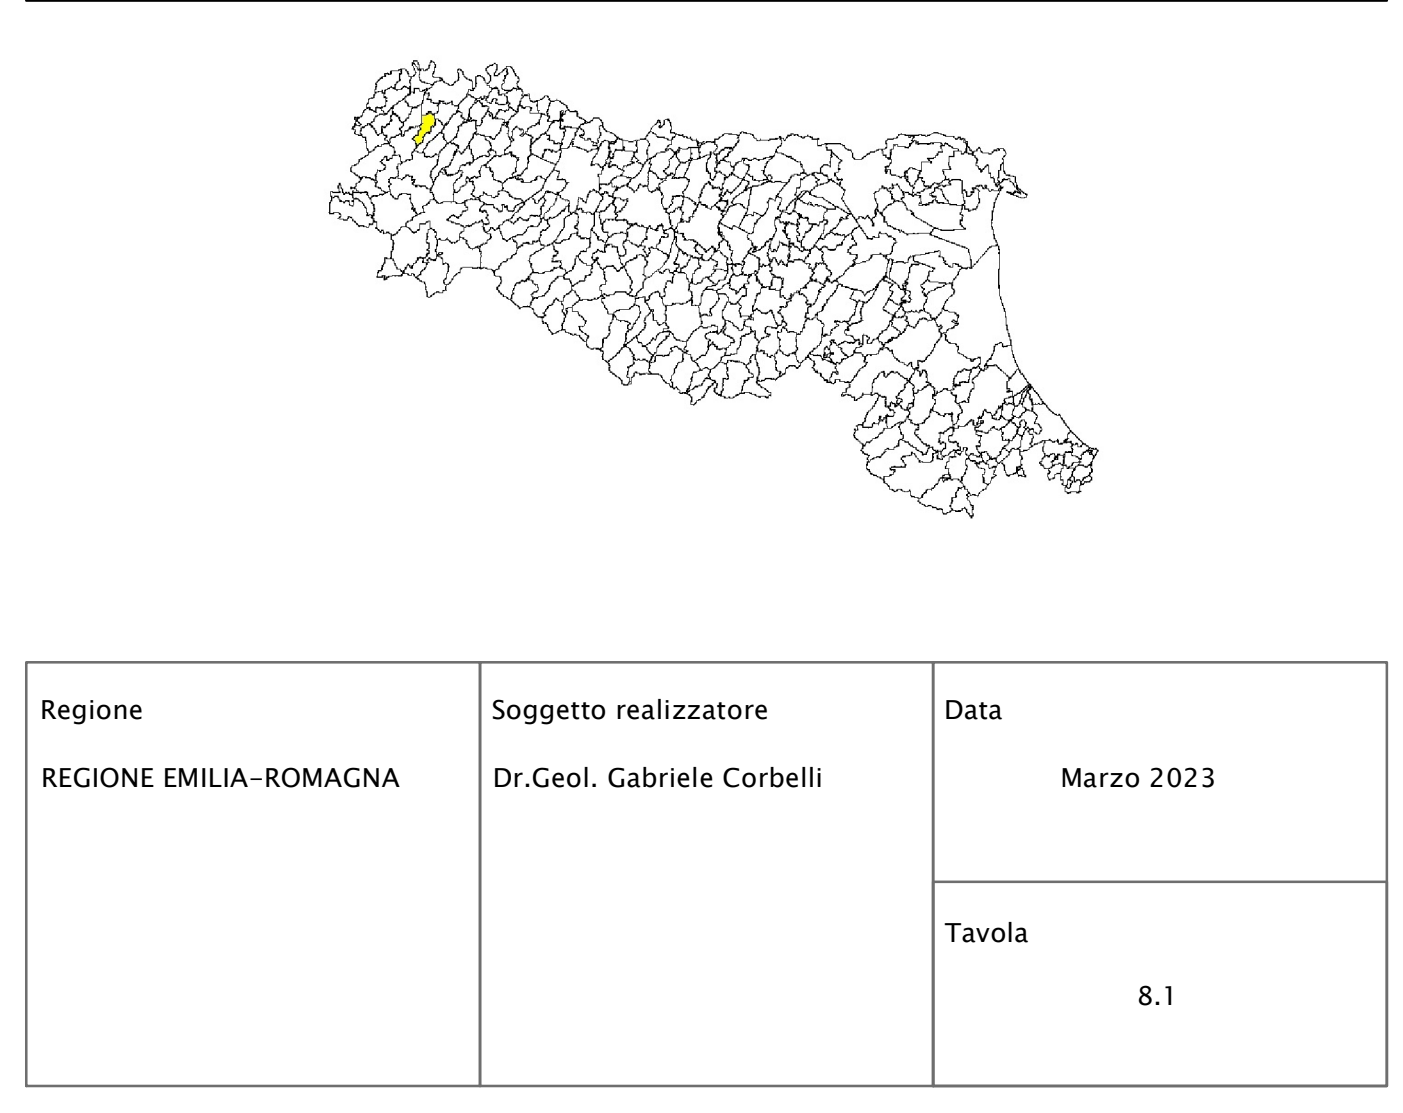 Regione
REGIONE EMILIA-ROMAGNA
Soggetto realizzatore
Dr.Geol. Gabriele Corbelli
Data
Marzo 2023
Tavola
8.1